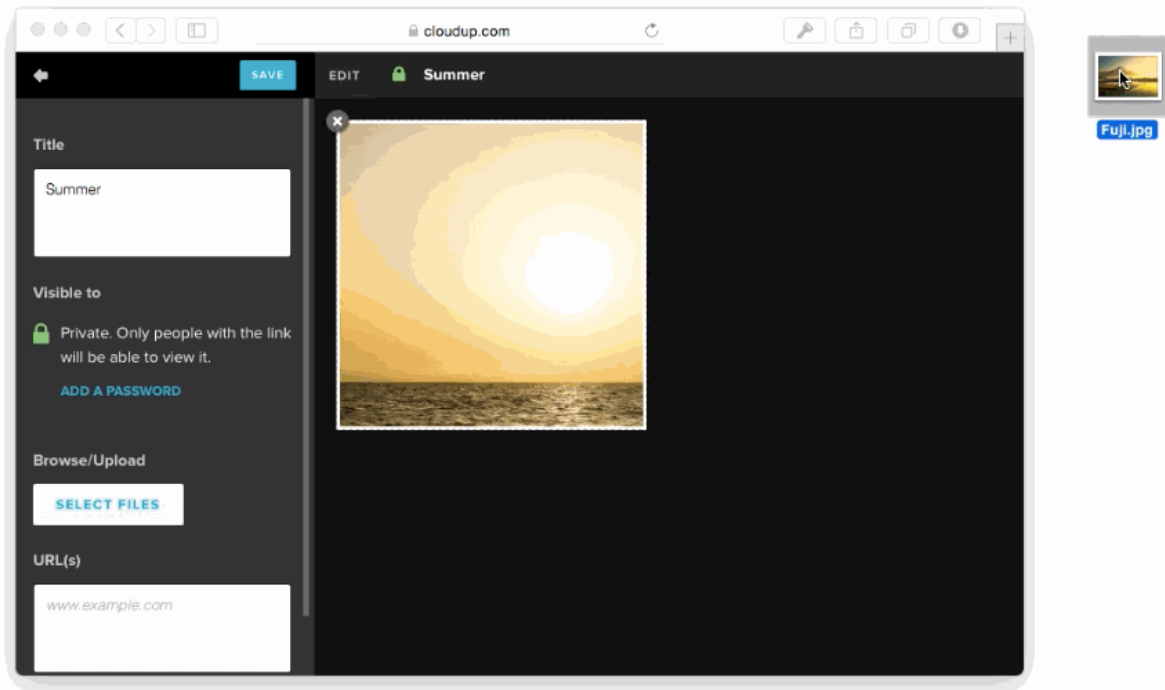 cloudup.com
SAVE
EDIT
Summer
Title
Summer
Visible to
Private. Only people with the link
will be able to view it.
ADD A PASSWORD
Browse/Upload
SELECT FILES
URL(s)
www.example.com
Fuji.jpg